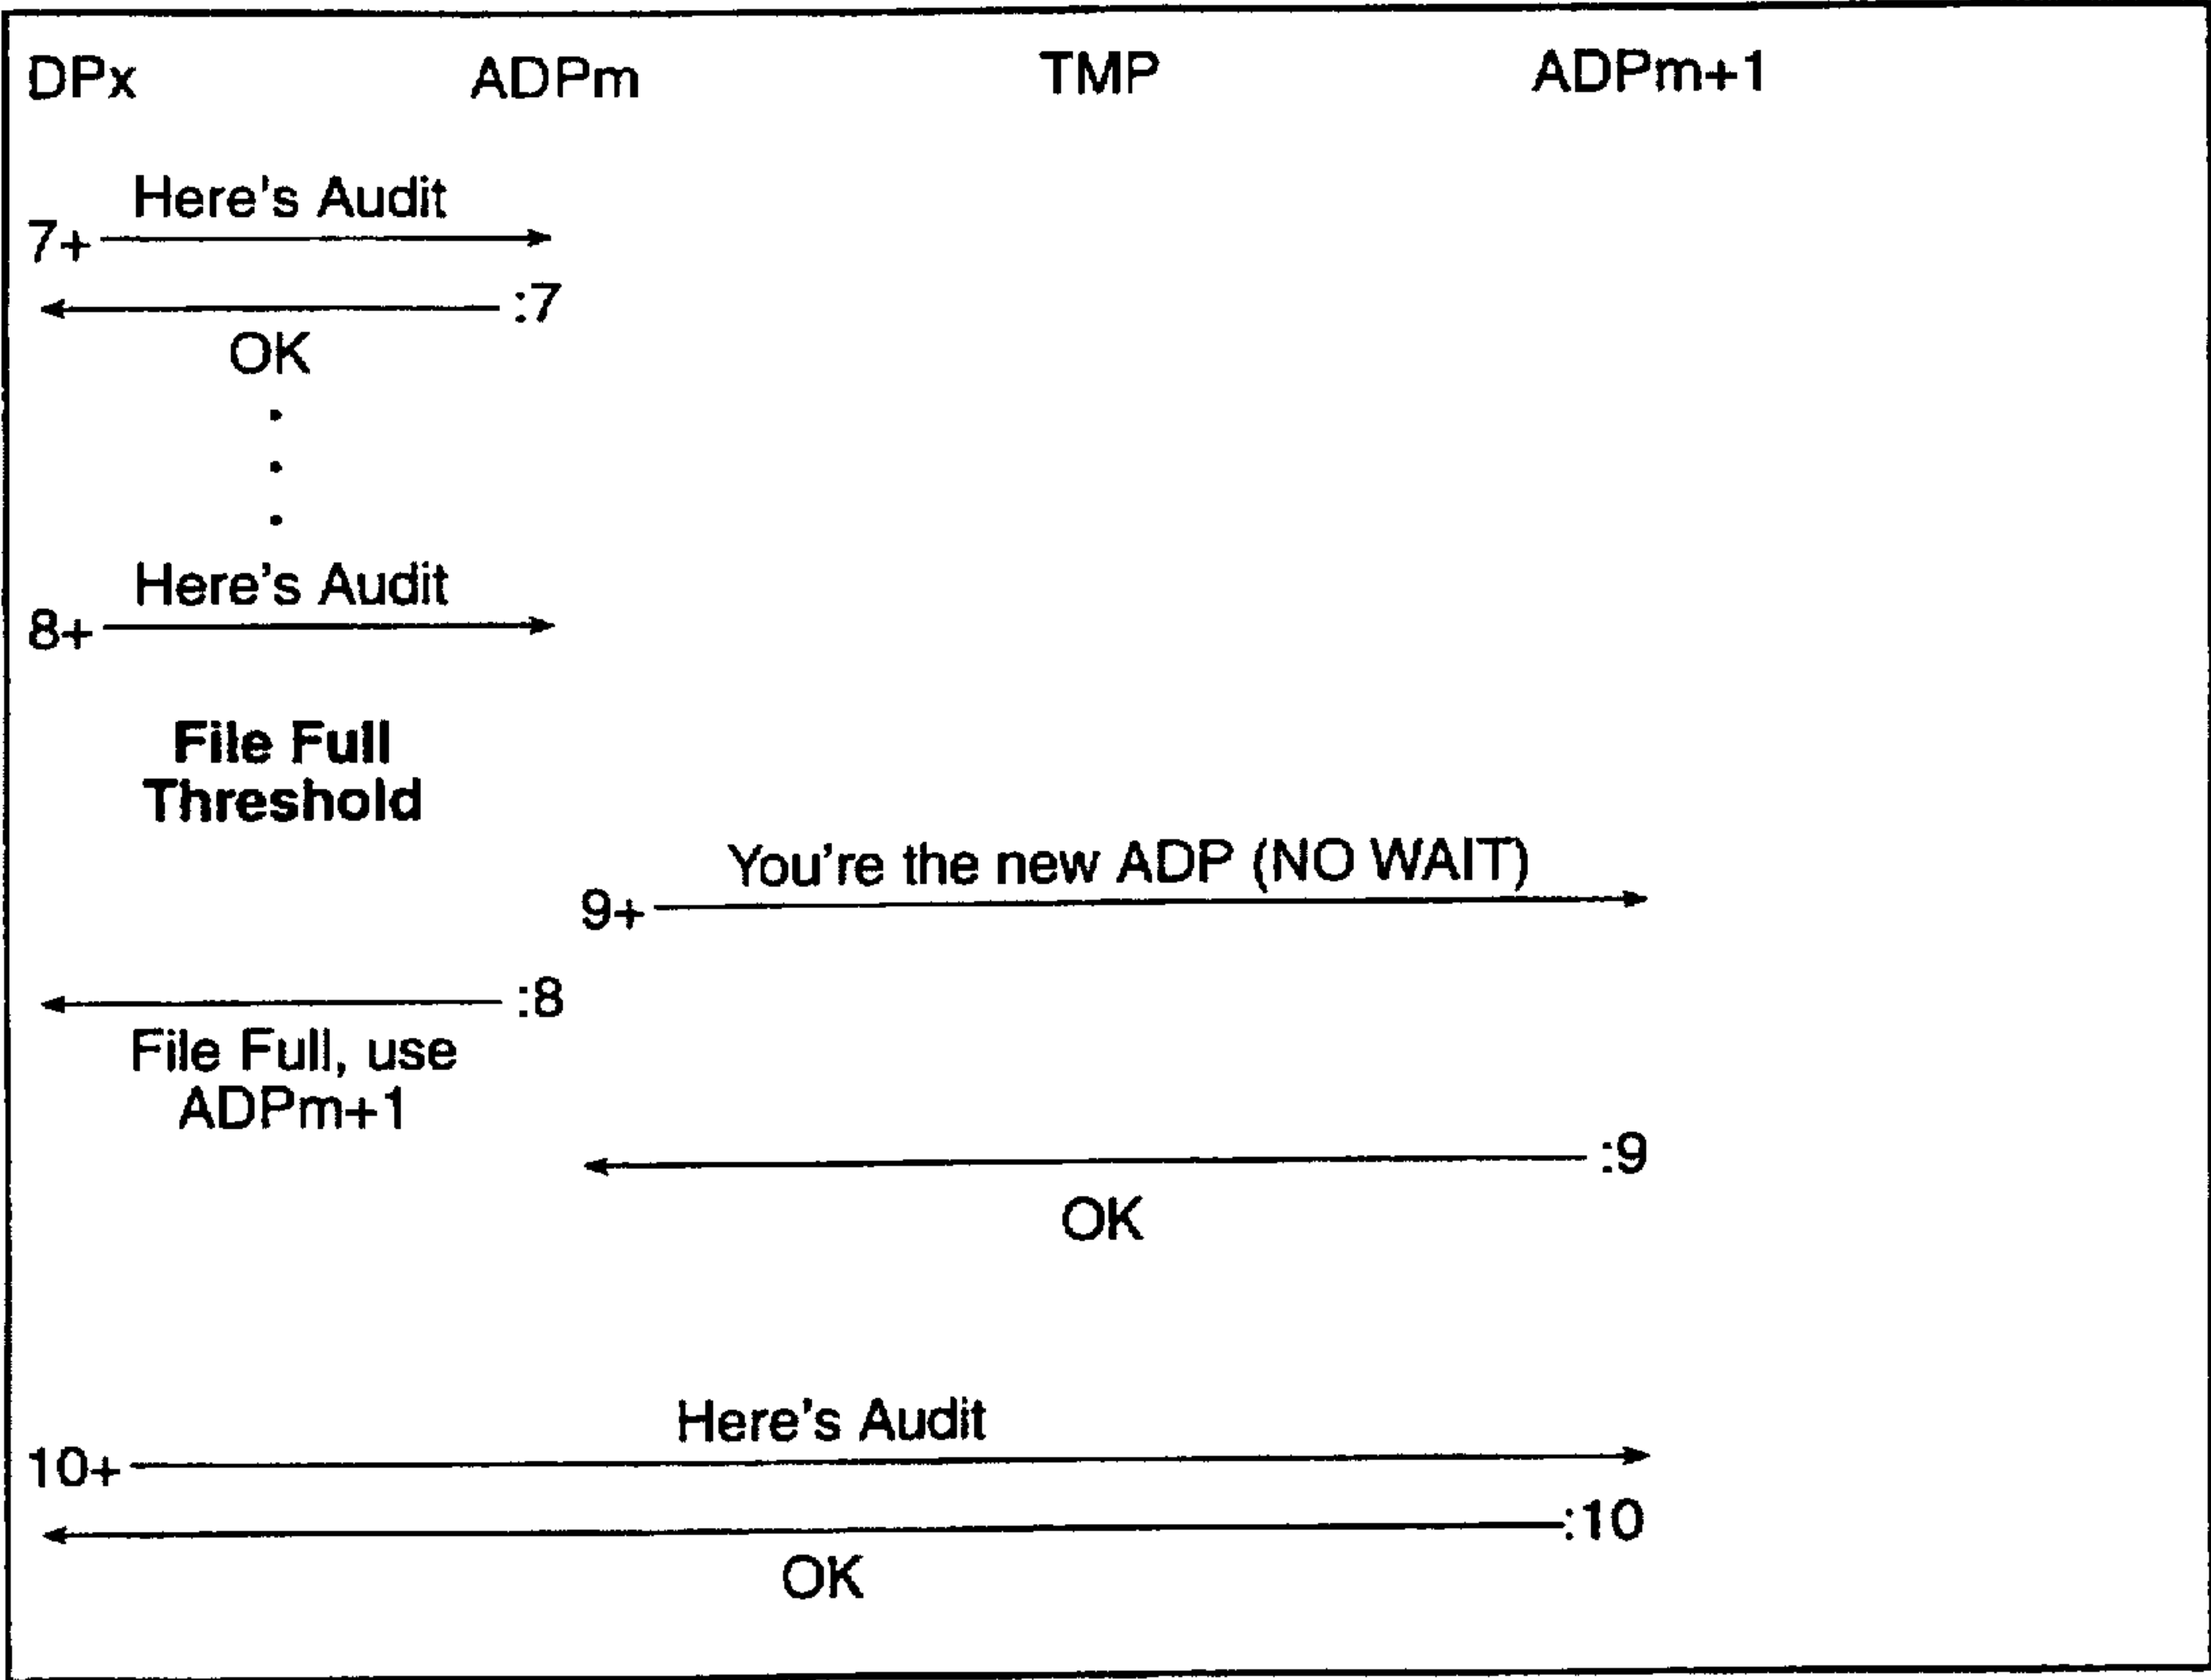 DPx ADPm TMP ADPm+1
Here's Audit
7+
:7
OK
Here's Audit
8+
File Full
Threshold
You're the new ADP (NO WAIT)
9+
:8
File Full, use
ADPm+1
:9
OK
Here's Audit
10+
:10
OK